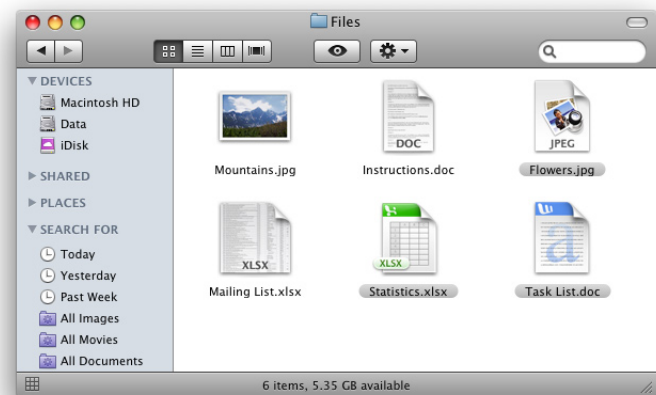 Files
DEVICES
Macintosh HD
Data
iDisk
SHARED
PLACES
SEARCH FOR
Today
Yesterday
Past Week
All Images
All Movies
All Documents
Mountains.jpg
DOC
Instructions.doc
JPEG
Flowers.jpg
XLSX
Mailing List.xlsx
XLSX
Statistics.xlsx
W
a
Task List.doc
6 items, 5.35 GB available